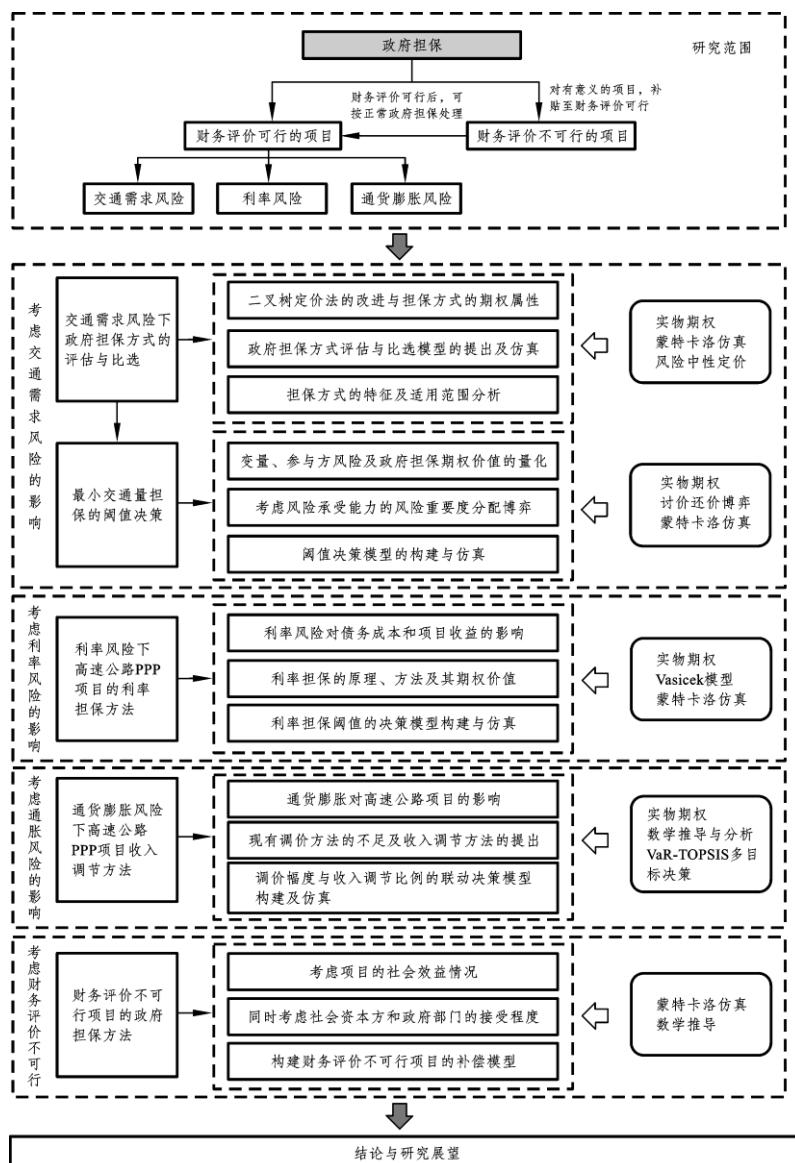 政府担保
研究范围
财务评价可行后，可
按正常政府担保处理
对有意义的项目，补
贴至财务评价可行
财务评价可行的项目
财务评价不可行的项目
交通需求风险
利率风险
通货膨胀风险
考虑交通需求风险的影响
交通需求风险下
政府担保方式的
评估与比选
二叉树定价法的改进与担保方式的期权属性
政府担保方式评估与比选模型的提出及仿真
担保方式的特征及适用范围分析
实物期权
蒙特卡洛仿真
风险中性定价
最小交通量担
保的阈值决策
变量、参与方风险及政府担保期权价值的量化
考虑风险承受能力的风险重要度分配博弈
阈值决策模型的构建与仿真
实物期权
讨价还价博弈
蒙特卡洛仿真
考虑利率风险的影响
利率风险下
高速公路PPP
项目的利率
担保方法
利率风险对债务成本和项目收益的影响
利率担保的原理、方法及其期权价值
利率担保阈值的决策模型构建与仿真
实物期权
Vasicek模型
蒙特卡洛仿真
考虑通胀风险的影响
通货膨胀风险
下高速公路
PPP项目收入
调节方法
通货膨胀对高速公路项目的影响
现有调价方法的不足及收入调节方法的提出
调价幅度与收入调节比例的联动决策模型
构建及仿真
实物期权
数学推导与分析
VaR-TOPSIS多目
标决策
考虑财务评价不可行
财务评价不可
行项目的政府
担保方法
考虑项目的社会效益情况
同时考虑社会资本方和政府部门的接受程度
构建财务评价不可行项目的补偿模型
蒙特卡洛仿真
数学推导
结论与研究展望